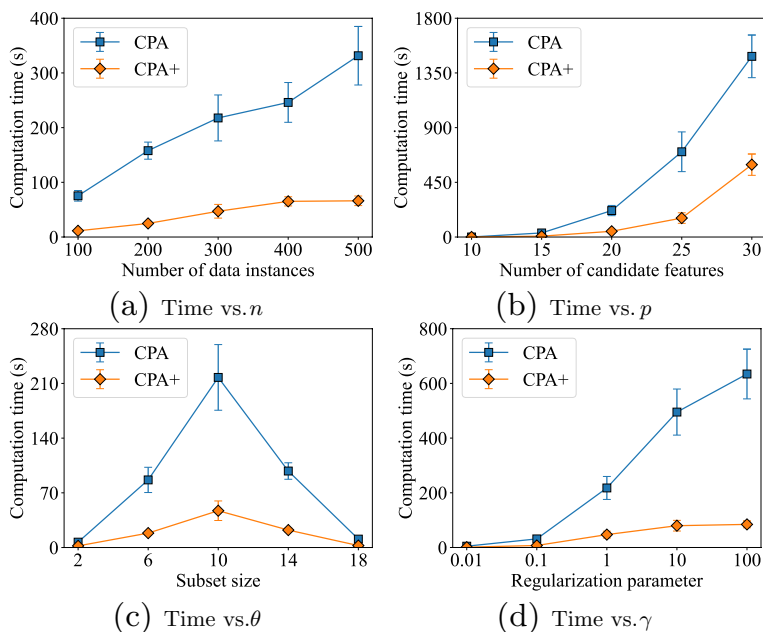 400
300
200
100
0
Computation time (s)
CPA
CPA+
100 200 300 400 500
Number of data instances
(a) Time vs. n
1800
1350
900
450
0
Computation time (s)
CPA
CPA+
10 15 20 25 30
Number of candidate features
(b) Time vs. p
280
210
140
70
0
Computation time (s)
CPA
CPA+
2 6 10 14 18
Subset size
(c) Time vs.θ
800
600
400
200
0
Computation time (s)
CPA
CPA+
0.01 0.1 1 10 100
Regularization parameter
(d) Time vs.γ